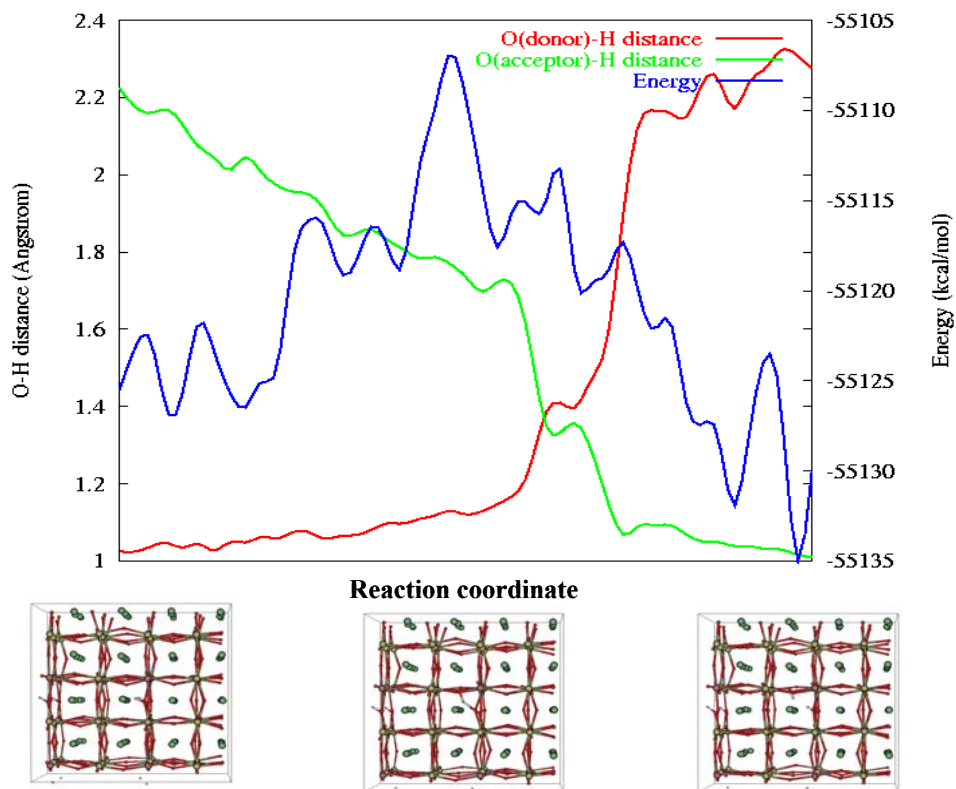 2.4
2.2
2
1.8
1.6
1.4
1.2
1
O-H distance (Angstrom)
O(donor)-H distance
O(acceptor)-H distance
Energy
-55105
-55110
-55115
-55120
-55125
-55130
-55135
Energy (kcal/mol)
Reaction coordinate